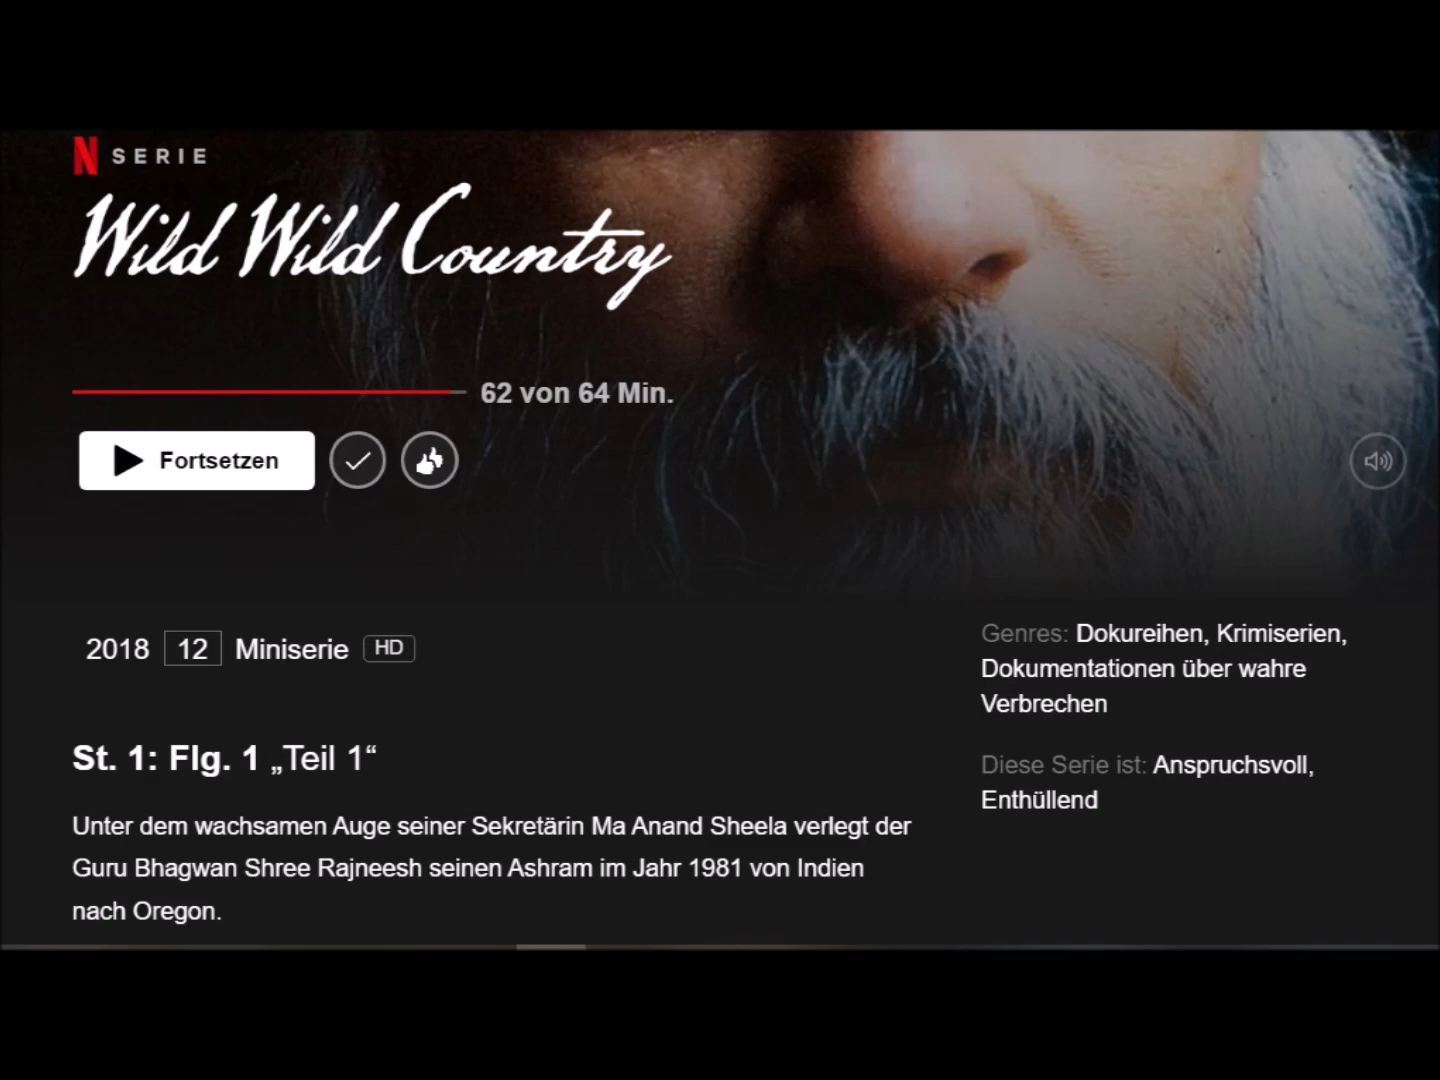 N SERIE
Wild Wild Country
62 von 64 Min.
Fortsetzen
2018 12 Miniserie HD
St. 1: Flg. 1 „Teil 1“
Unter dem wachsamen Auge seiner Sekretärin Ma Anand Sheela verlegt der
Guru Bhagwan Shree Rajneesh seinen Ashram im Jahr 1981 von Indien
nach Oregon.
Genres: Dokureihen, Krimiserien,
Dokumentationen über wahre
Verbrechen
Diese Serie ist: Anspruchsvoll,
Enthüllend